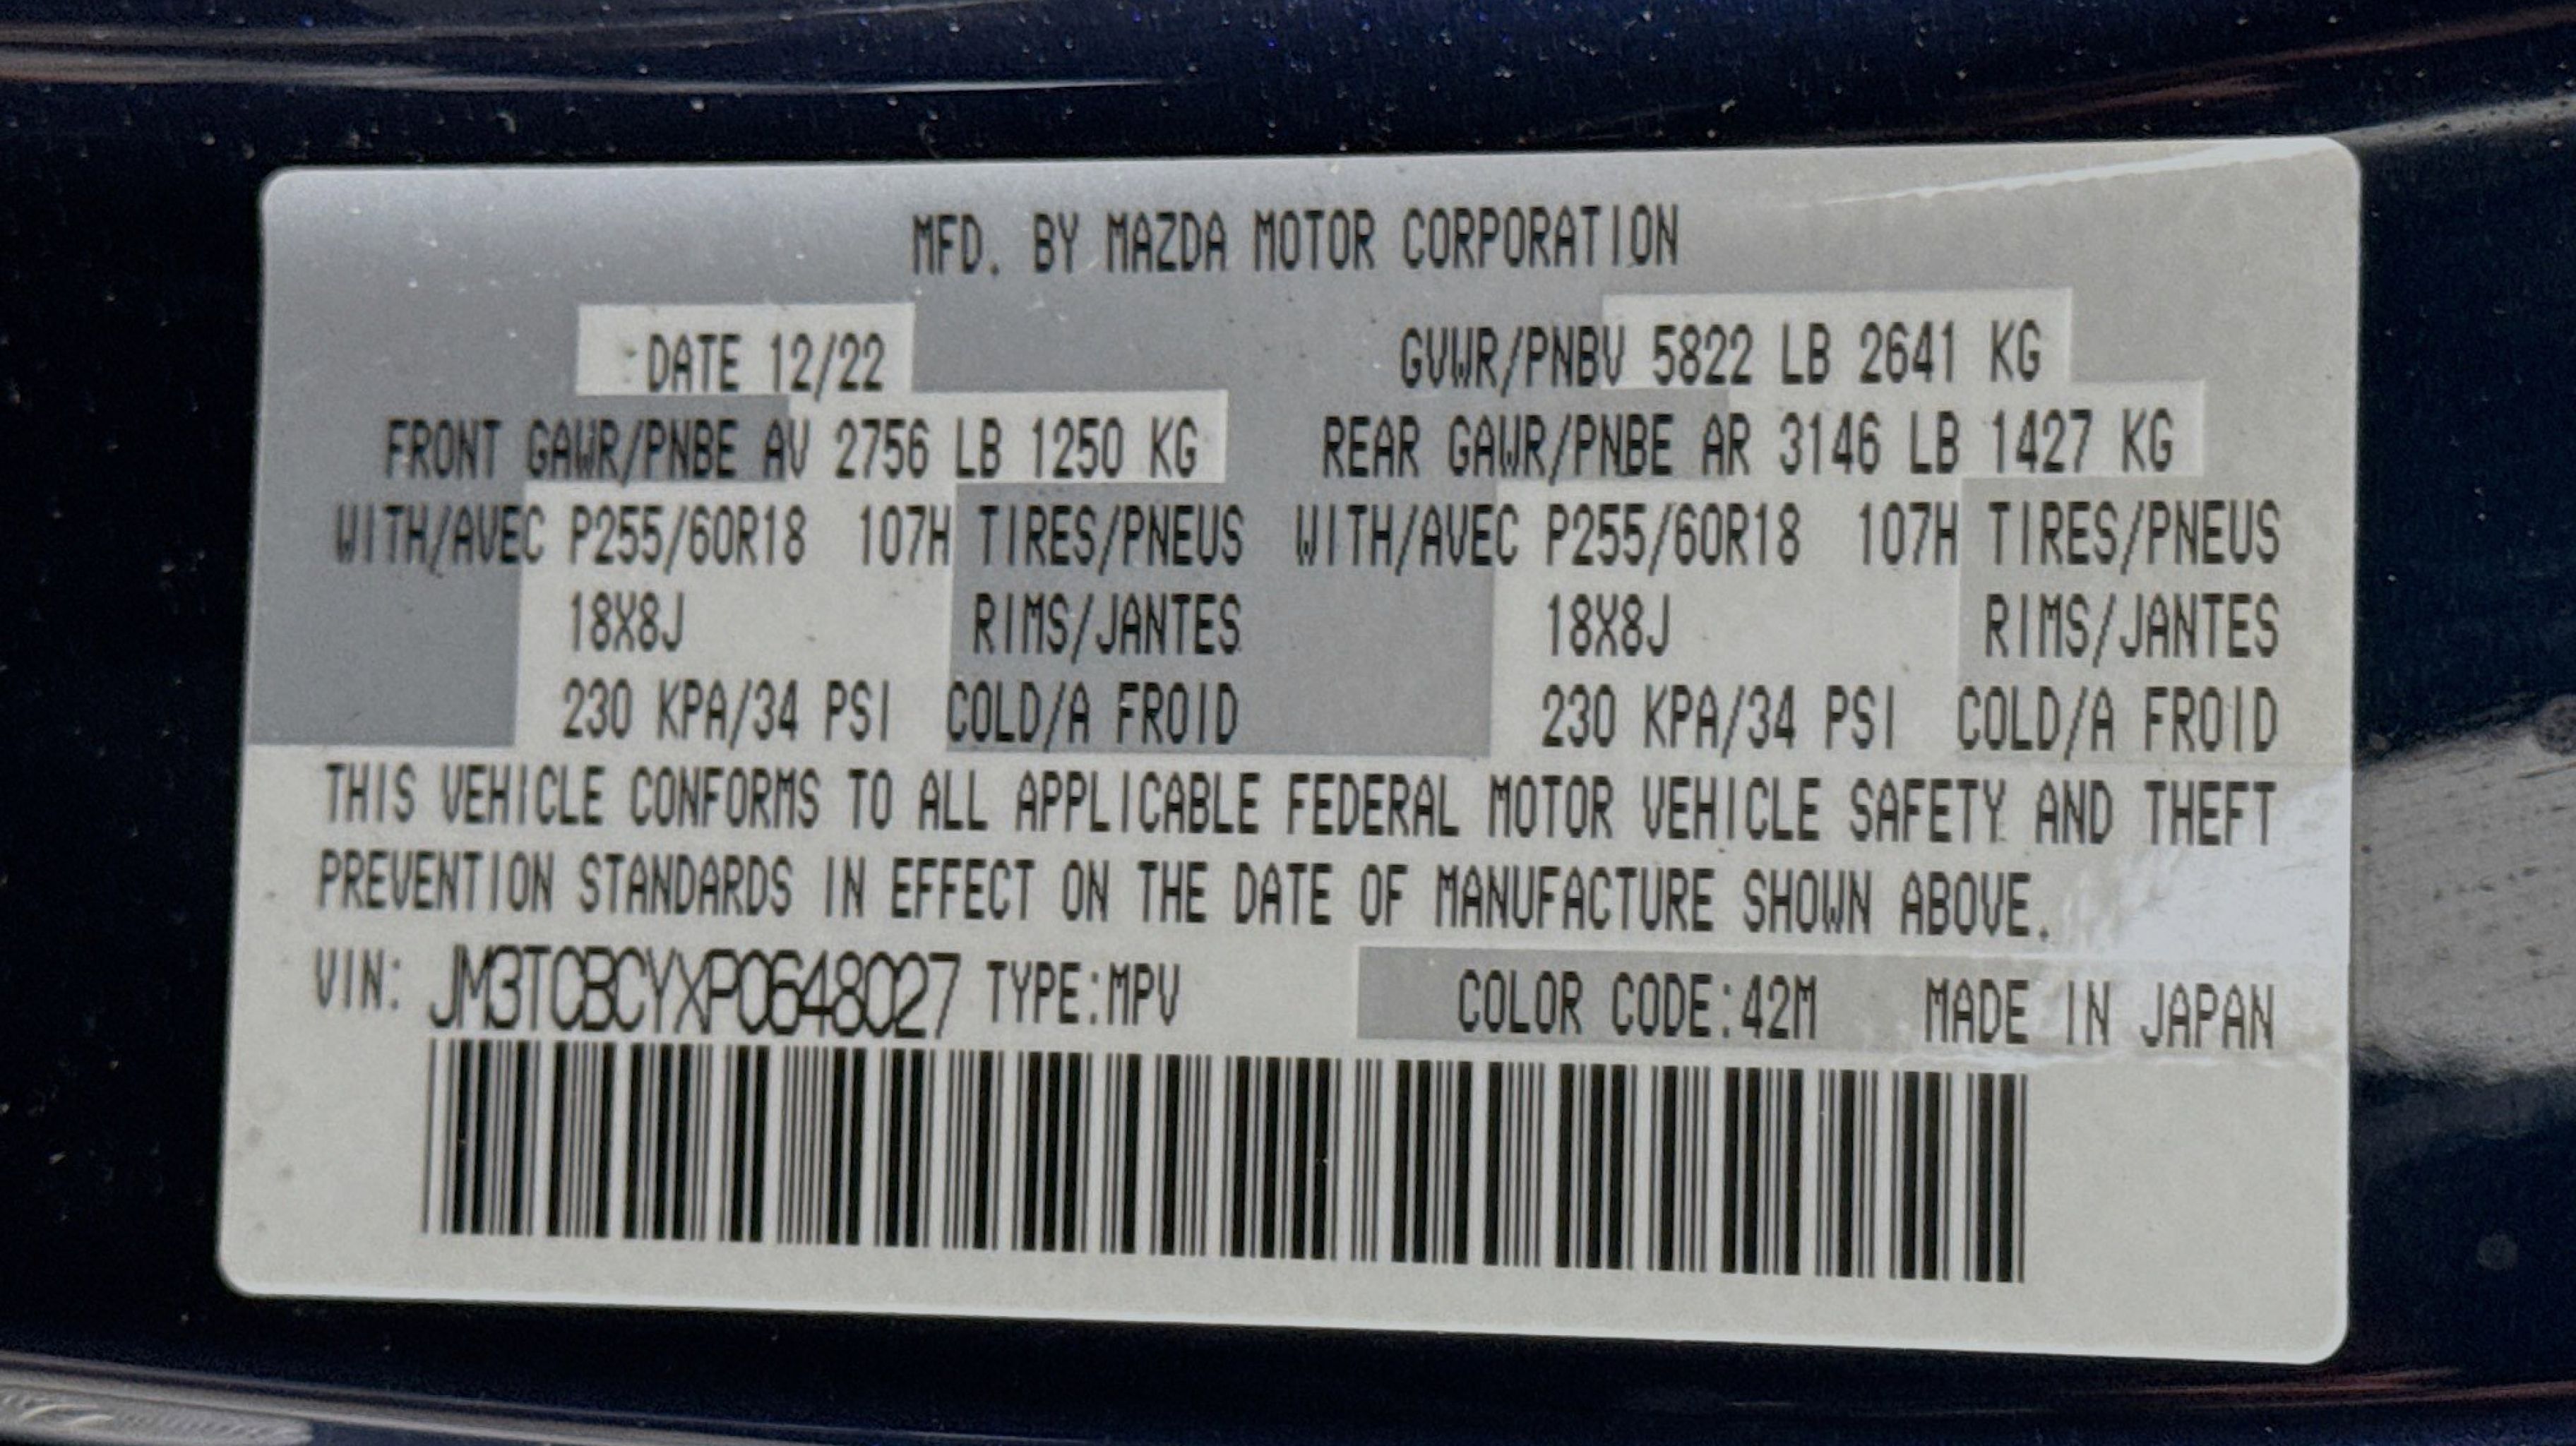 MFD. BY MAZDA MOTOR CORPORATION
DATE 12/22 GVWR/PNBV 5822 LB 2641 KG
FRONT GAWR/PNBE AV 2756 LB 1250 KG REAR GAWR/PNBE AR 3146 LB 1427 KG
WITH/AVEC P255/60R18 107H TIRES/PNEUS WITH/AVEC P255/60R18 107H TIRES/PNEUS
18X8J RIMS/JANTES 18X8J RIMS/JANTES
230 KPA/34 PSI COLD/A FROID 230 KPA/34 PSI COLD/A FROID
THIS VEHICLE CONFORMS TO ALL APPLICABLE FEDERAL MOTOR VEHICLE SAFETY AND THEFT
PREVENTION STANDARDS IN EFFECT ON THE DATE OF MANUFACTURE SHOWN ABOVE.
VIN: JM3TCBCYXP0648027 TYPE:MPV COLOR CODE:42M MADE IN JAPAN